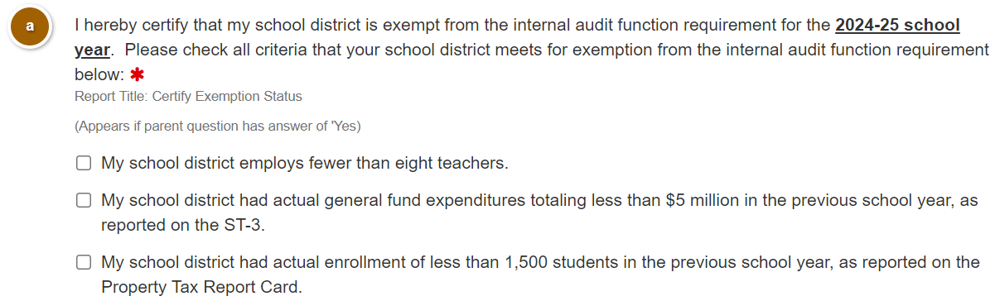 a
I hereby certify that my school district is exempt from the internal audit function requirement for the 2024-25 school
year.  Please check all criteria that your school district meets for exemption from the internal audit function requirement
below: ✱
Report Title: Certify Exemption Status
(Appears if parent question has answer of 'Yes)
My school district employs fewer than eight teachers.
My school district had actual general fund expenditures totaling less than $5 million in the previous school year, as
reported on the ST-3.
My school district had actual enrollment of less than 1,500 students in the previous school year, as reported on the
Property Tax Report Card.